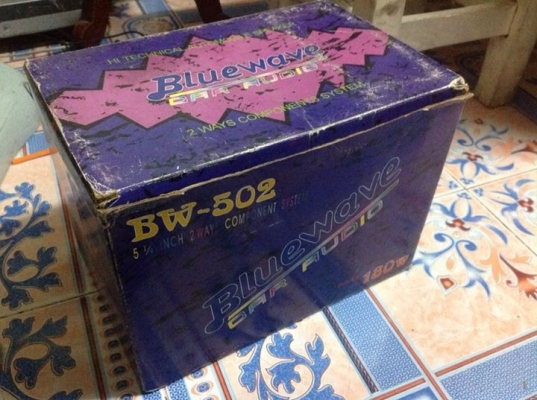 HI TECHNICAL
Bluewave
CAR AUDIO
2 WAYS COMPONENTS SYSTEM
BW-502
5 ¼ INCH 2 WAY COMPONENT SYSTEM
Bluewave
CAR AUDIO
180W